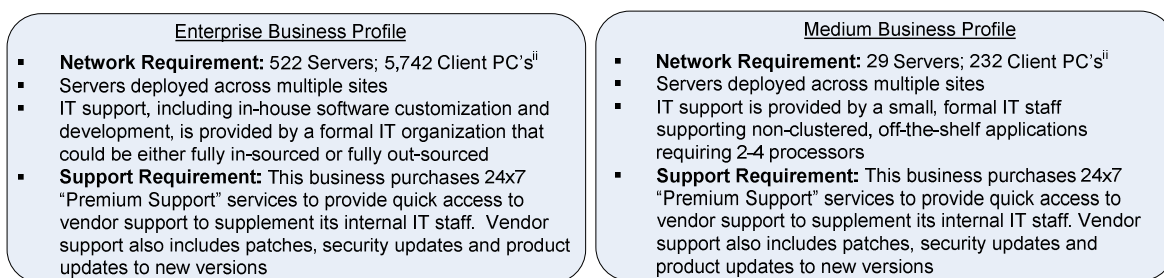 Enterprise Business Profile
▪ Network Requirement: 522 Servers; 5,742 Client PC's ii
▪ Servers deployed across multiple sites
▪ IT support, including in-house software customization and
development, is provided by a formal IT organization that
could be either fully in-sourced or fully out-sourced
▪ Support Requirement: This business purchases 24x7
“Premium Support” services to provide quick access to
vendor support to supplement its internal IT staff. Vendor
support also includes patches, security updates and product
updates to new versions
Medium Business Profile
▪ Network Requirement: 29 Servers; 232 Client PC's ii
▪ Servers deployed across multiple sites
▪ IT support is provided by a small, formal IT staff
supporting non-clustered, off-the-shelf applications
requiring 2-4 processors
▪ Support Requirement: This business purchases 24x7
“Premium Support” services to provide quick access to
vendor support to supplement its internal IT staff. Vendor
support also includes patches, security updates and
product updates to new versions